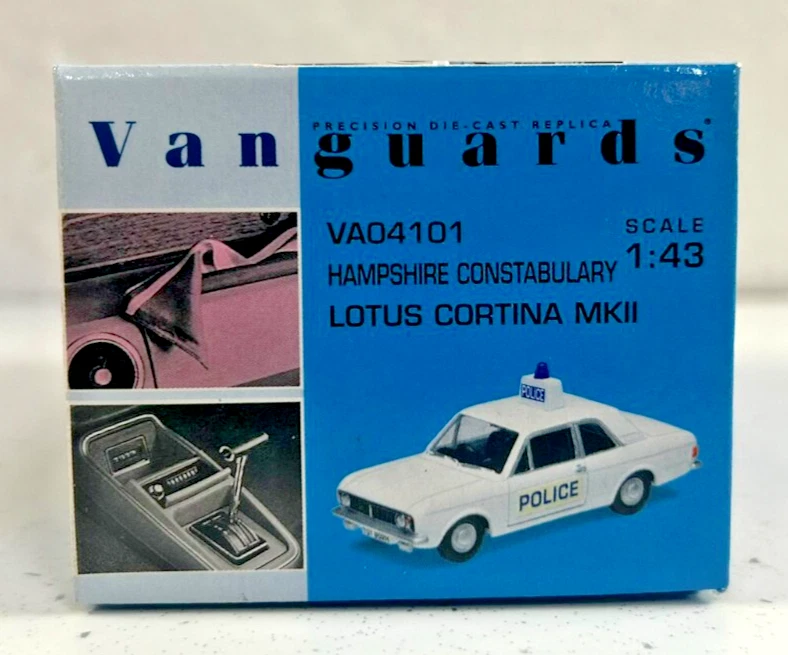 Vanguards
PRECISION DIE-CAST REPLICA
VA04101
SCALE
1:43
HAMPSHIRE CONSTABULARY
LOTUS CORTINA MKII
POLICE
POLICE